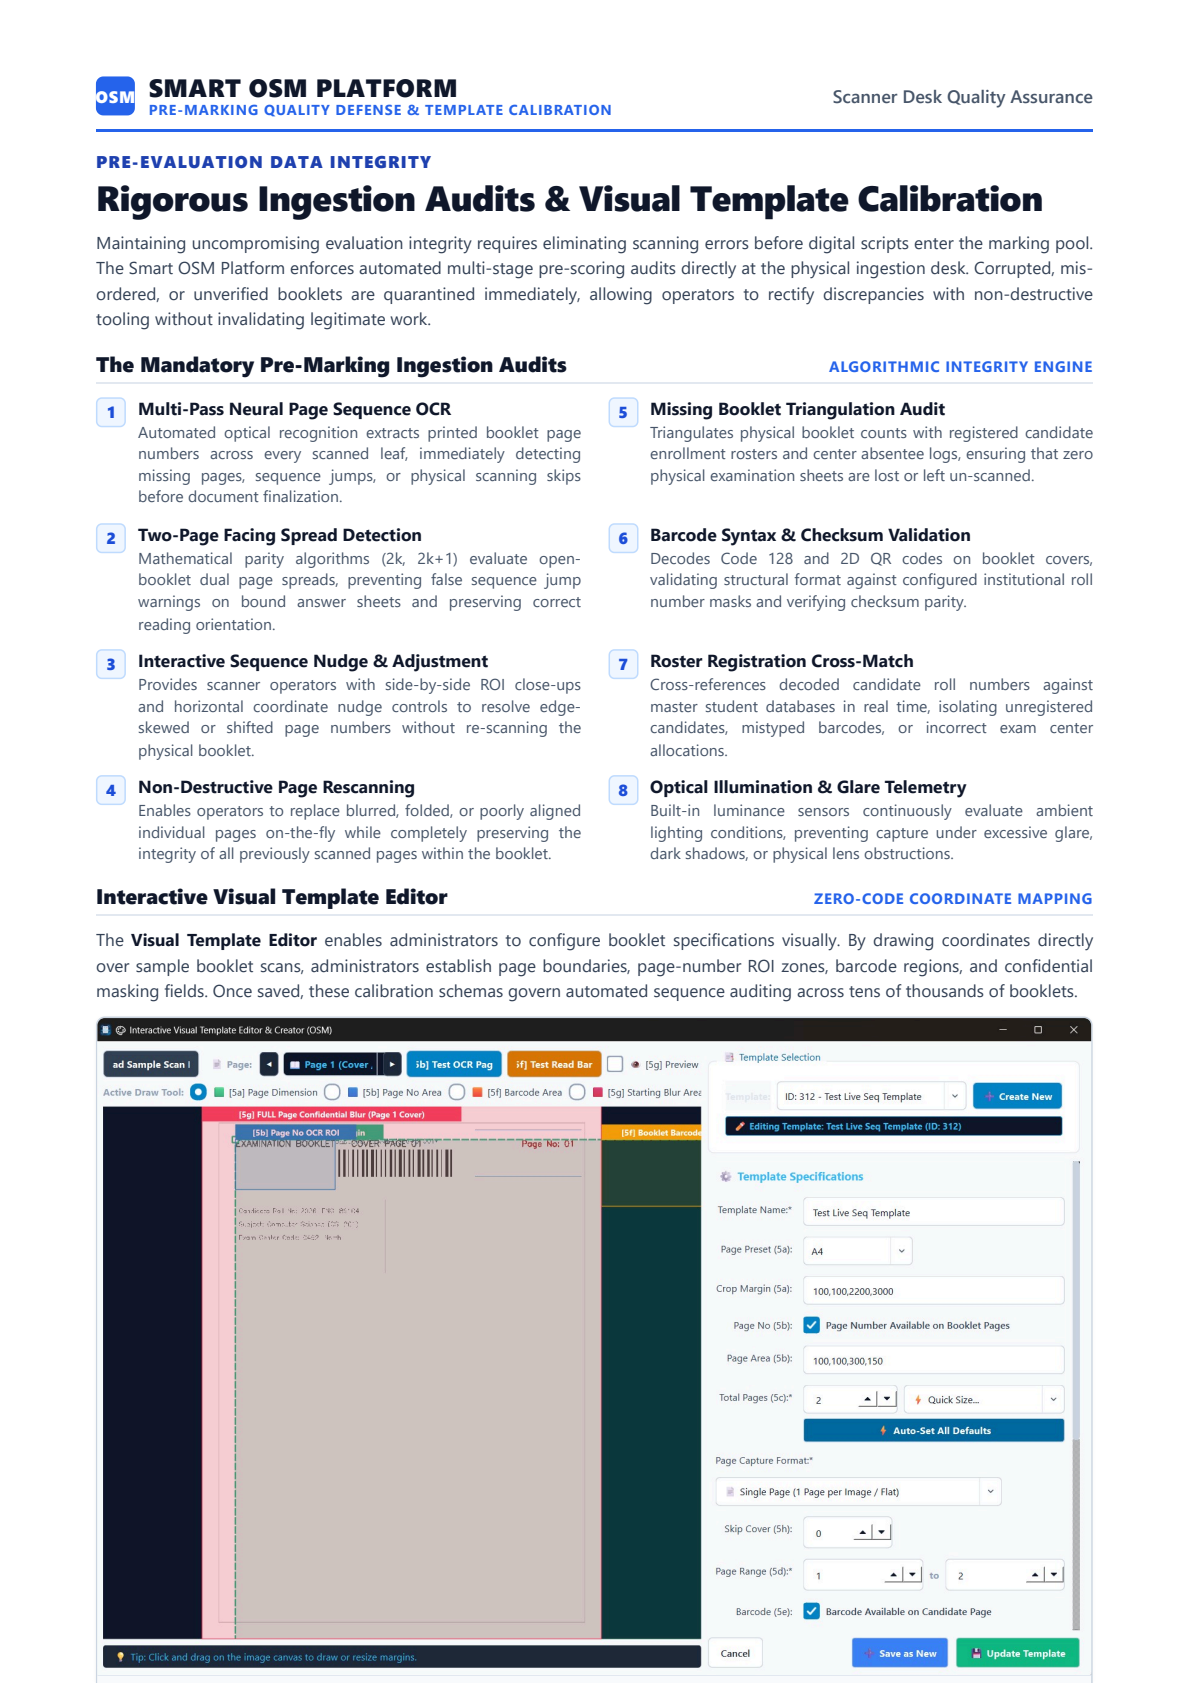 OSM
SMART OSM PLATFORM
PRE-MARKING QUALITY DEFENSE & TEMPLATE CALIBRATION
Scanner Desk Quality Assurance
PRE-EVALUATION DATA INTEGRITY
Rigorous Ingestion Audits & Visual Template Calibration
Maintaining uncompromising evaluation integrity requires eliminating scanning errors before digital scripts enter the marking pool.
The Smart OSM Platform enforces automated multi-stage pre-scoring audits directly at the physical ingestion desk. Corrupted, mis-
ordered, or unverified booklets are quarantined immediately, allowing operators to rectify discrepancies with non-destructive
tooling without invalidating legitimate work.
The Mandatory Pre-Marking Ingestion Audits
ALGORITHMIC INTEGRITY ENGINE
1
Multi-Pass Neural Page Sequence OCR
Automated optical recognition extracts printed booklet page
numbers across every scanned leaf, immediately detecting
missing pages, sequence jumps, or physical scanning skips
before document finalization.
2
Two-Page Facing Spread Detection
Mathematical parity algorithms (2k, 2k+1) evaluate open-
booklet dual page spreads, preventing false sequence jump
warnings on bound answer sheets and preserving correct
reading orientation.
3
Interactive Sequence Nudge & Adjustment
Provides scanner operators with side-by-side ROI close-ups
and horizontal coordinate nudge controls to resolve edge-
skewed or shifted page numbers without re-scanning the
physical booklet.
4
Non-Destructive Page Rescanning
Enables operators to replace blurred, folded, or poorly aligned
individual pages on-the-fly while completely preserving the
integrity of all previously scanned pages within the booklet.
5
Missing Booklet Triangulation Audit
Triangulates physical booklet counts with registered candidate
enrollment rosters and center absentee logs, ensuring that zero
physical examination sheets are lost or left un-scanned.
6
Barcode Syntax & Checksum Validation
Decodes Code 128 and 2D QR codes on booklet covers,
validating structural format against configured institutional roll
number masks and verifying checksum parity.
7
Roster Registration Cross-Match
Cross-references decoded candidate roll numbers against
master student databases in real time, isolating unregistered
candidates, mistyped barcodes, or incorrect exam center
allocations.
8
Optical Illumination & Glare Telemetry
Built-in luminance sensors continuously evaluate ambient
lighting conditions, preventing capture under excessive glare,
dark shadows, or physical lens obstructions.
Interactive Visual Template Editor
ZERO-CODE COORDINATE MAPPING
The Visual Template Editor enables administrators to configure booklet specifications visually. By drawing coordinates directly
over sample booklet scans, administrators establish page boundaries, page-number ROI zones, barcode regions, and confidential
masking fields. Once saved, these calibration schemas govern automated sequence auditing across tens of thousands of booklets.
Interactive Visual Template Editor & Creator (OSM)
ad Sample Scan I
Page:
Page 1 (Cover,
5b] Test OCR Pag
5f] Test Read Bar
[5g] Preview
Active Draw Tool:
[5a] Page Dimension
[5b] Page No Area
[5f] Barcode Area
[5g] Starting Blur Area
[5g] FULL Page Confidential Blur (Page 1 Cover)
[5b] Page No OCR ROI
gin
[5f] Booklet Barcode
EXAMINATION BOOKLET - COVER PAGE 01
Page No: 01
Exam Center Code: 0402 North
Template Selection
Template:
ID: 312 - Test Live Seq Template
Create New
Editing Template: Test Live Seq Template (ID: 312)
Template Specifications
Template Name:*
Test Live Seq Template
Page Preset (5a):
A4
Crop Margin (5a):
100,100,2200,3000
Page No (5b):
Page Number Available on Booklet Pages
Page Area (5b):
100,100,300,150
Total Pages (5c):*
2
Quick Size...
Auto-Set All Defaults
Page Capture Format:*
Single Page (1 Page per Image / Flat)
Skip Cover (5h):
0
Page Range (5d):*
1
to
2
Barcode (5e):
Barcode Available on Candidate Page
Tip: Click and drag on the image canvas to draw or resize margins.
Cancel
Save as New
Update Template